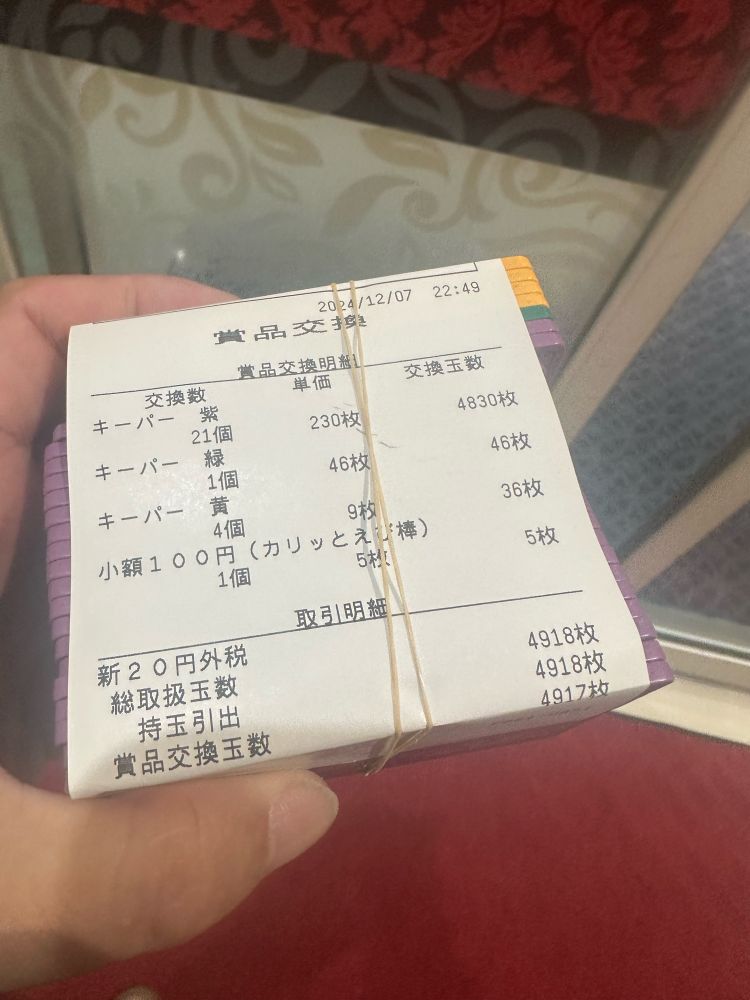 2024/12/07 22:49
賞品交換
賞品交換明細
交換数 単価 交換玉数
キーパー 紫
21個 230枚 4830枚
キーパー 緑
1個 46枚 46枚
キーパー 黄
4個 9枚 36枚
小額100円(カリッとえび棒)
1個 5枚 5枚
取引明細
新20円外税
総取扱玉数 4918枚
持玉引出 4918枚
賞品交換玉数 4917枚